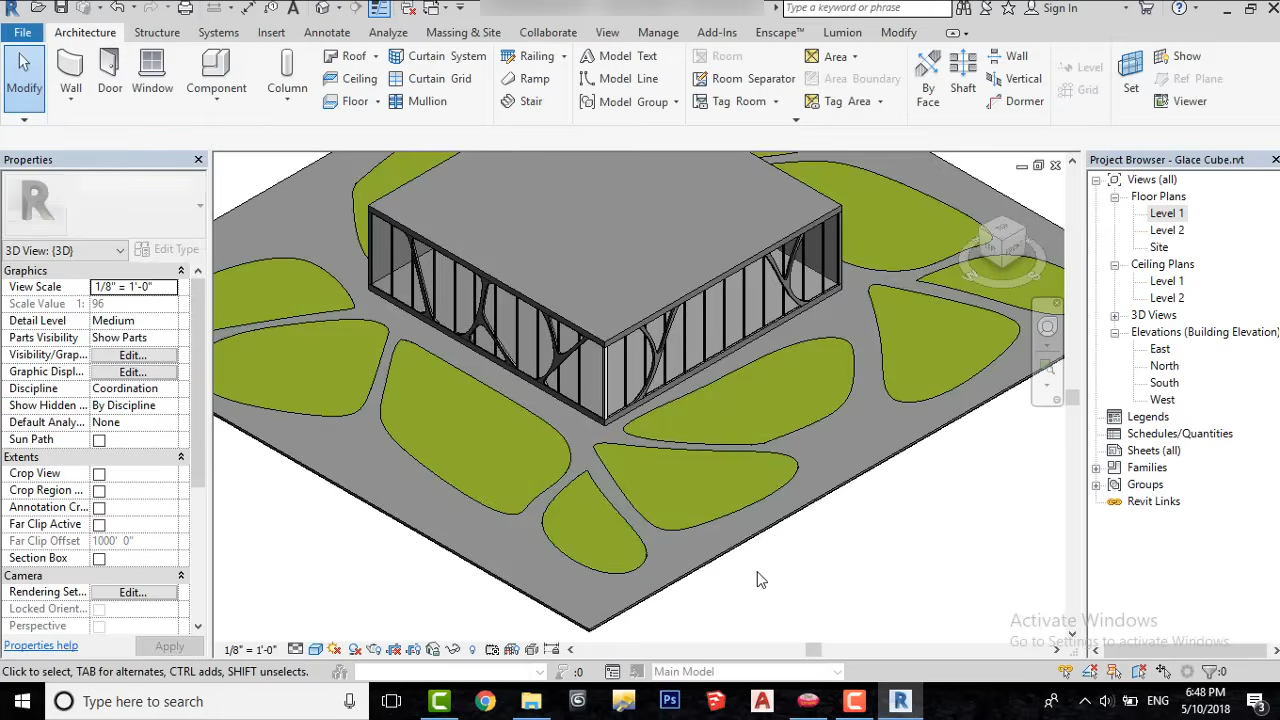 Type a keyword or phrase
Sign In
File
Architecture
Structure
Systems
Insert
Annotate
Analyze
Massing & Site
Collaborate
View
Manage
Add-Ins
Enscape™
Lumion
Modify
Modify
Wall
Door
Window
Component
Column
Roof
Ceiling
Floor
Curtain System
Curtain Grid
Mullion
Railing
Ramp
Stair
Model Text
Model Line
Model Group
Room
Room Separator
Tag Room
Area
Area Boundary
Tag Area
By Face
Shaft
Wall
Vertical
Dormer
Level
Grid
Set
Show
Ref Plane
Viewer
Properties
3D View: {3D}
Edit Type
Graphics
View Scale 1/8" = 1'-0"
Scale Value 1: 96
Detail Level Medium
Parts Visibility Show Parts
Visibility/Grap... Edit...
Graphic Displ... Edit...
Discipline Coordination
Show Hidden ... By Discipline
Default Analy... None
Sun Path
Extents
Crop View
Crop Region ...
Annotation Cr...
Far Clip Active
Far Clip Offset 1000' 0"
Section Box
Camera
Rendering Set... Edit...
Locked Orient...
Perspective
Properties help
Apply
Project Browser - Glace Cube.rvt
Views (all)
Floor Plans
Level 1
Level 2
Site
Ceiling Plans
Level 1
Level 2
3D Views
Elevations (Building Elevation)
East
North
South
West
Legends
Schedules/Quantities
Sheets (all)
Families
Groups
Revit Links
Activate Windows
Go to Settings to activate Windows.
1/8" = 1'-0"
Click to select, TAB for alternates, CTRL adds, SHIFT unselects.
:0
Main Model
:0
Type here to search
ENG
6:48 PM
5/10/2018